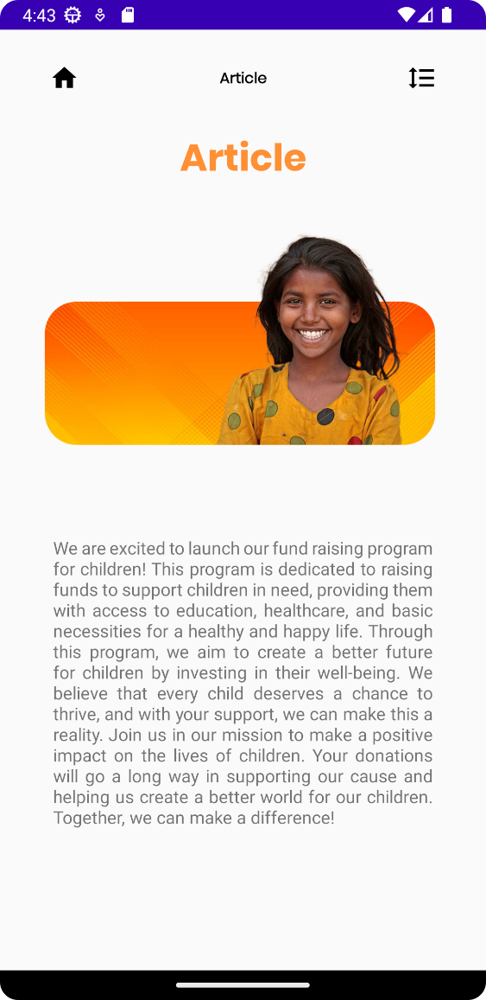 4:43
Article
Article
We are excited to launch our fund raising program
for children! This program is dedicated to raising
funds to support children in need, providing them
with access to education, healthcare, and basic
necessities for a healthy and happy life. Through
this program, we aim to create a better future
for children by investing in their well-being. We
believe that every child deserves a chance to
thrive, and with your support, we can make this a
reality. Join us in our mission to make a positive
impact on the lives of children. Your donations
will go a long way in supporting our cause and
helping us create a better world for our children.
Together, we can make a difference!